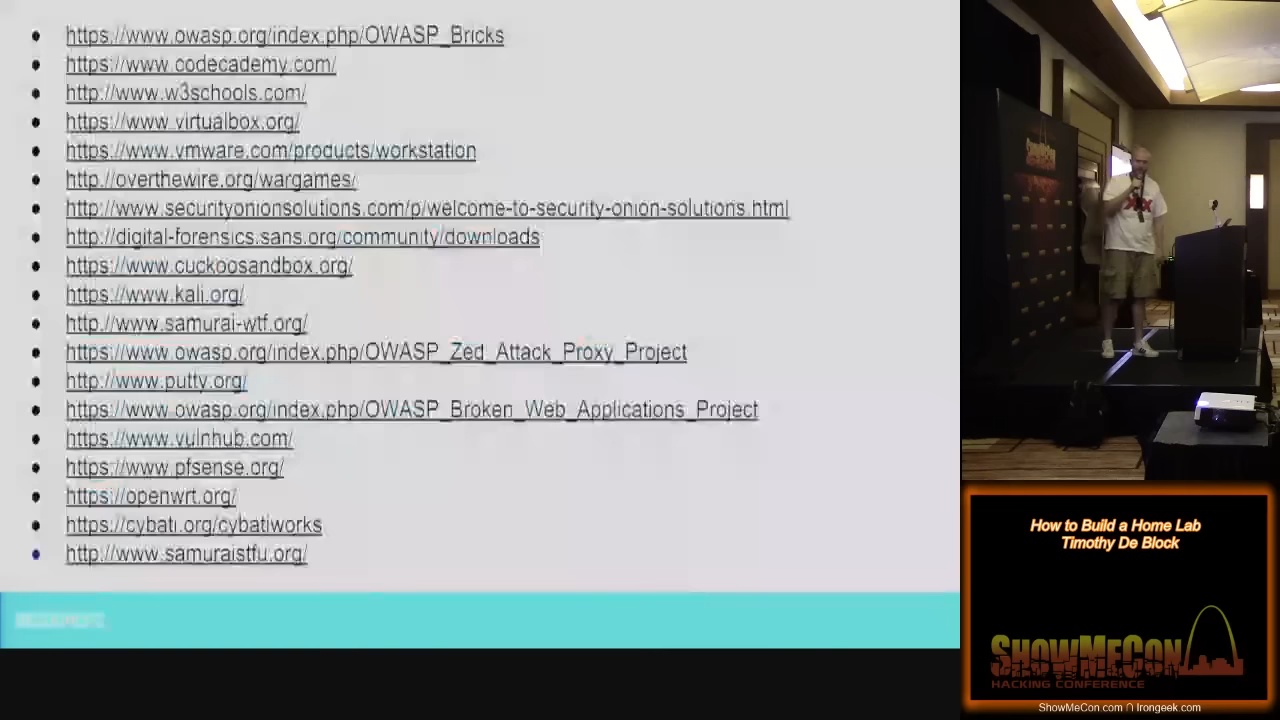 https://www.owasp.org/index.php/OWASP_Bricks
https://www.codecademy.com/
http://www.w3schools.com/
https://www.virtualbox.org/
https://www.vmware.com/products/workstation
http://overthewire.org/wargames/
http://www.securityonionsolutions.com/p/welcome-to-security-onion-solutions.html
http://digital-forensics.sans.org/community/downloads
https://www.cuckoosandbox.org/
https://www.kali.org/
http://www.samurai-wtf.org/
https://www.owasp.org/index.php/OWASP_Zed_Attack_Proxy_Project
http://www.putty.org/
https://www.owasp.org/index.php/OWASP_Broken_Web_Applications_Project
https://www.vulnhub.com/
https://www.pfsense.org/
https://openwrt.org/
https://cybati.org/cybatiworks
http://www.samuraistfu.org/
How to Build a Home Lab
Timothy De Block
SHOWMECON
HACKING CONFERENCE
ShowMeCon.com ∩ Irongeek.com